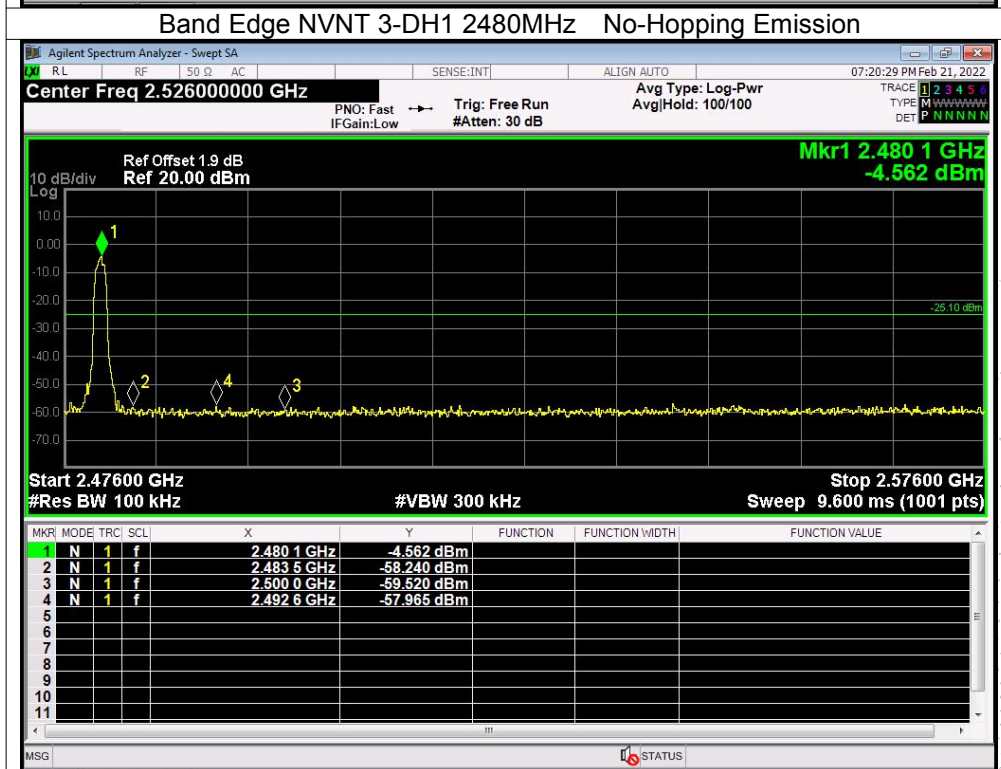 Band Edge NVNT 3-DH1 2480MHz No-Hopping Emission
Agilent Spectrum Analyzer - Swept SA
LXI RL RF 50 Ω AC SENSE:INT ALIGN AUTO 07:20:29 PM Feb 21, 2022
Center Freq 2.526000000 GHz
PNO: Fast
IFGain:Low
Trig: Free Run
#Atten: 30 dB
Avg Type: Log-Pwr
Avg|Hold: 100/100
TRACE 1 2 3 4 5 6
TYPE M WWWWW
DET P N N N N N
Mkr1 2.480 1 GHz
-4.562 dBm
Ref Offset 1.9 dB
10 dB/div Ref 20.00 dBm
Log
10.0
0.00
-10.0
-20.0
-30.0
-40.0
-50.0
-60.0
-70.0
1
-25.10 dBm
2
4
3
Start 2.47600 GHz Stop 2.57600 GHz
#Res BW 100 kHz #VBW 300 kHz Sweep 9.600 ms (1001 pts)
MKR MODE TRC SCL X Y FUNCTION FUNCTION WIDTH FUNCTION VALUE
1 N 1 f 2.480 1 GHz -4.562 dBm
2 N 1 f 2.483 5 GHz -58.240 dBm
3 N 1 f 2.500 0 GHz -59.520 dBm
4 N 1 f 2.492 6 GHz -57.965 dBm
5
6
7
8
9
10
11
MSG STATUS